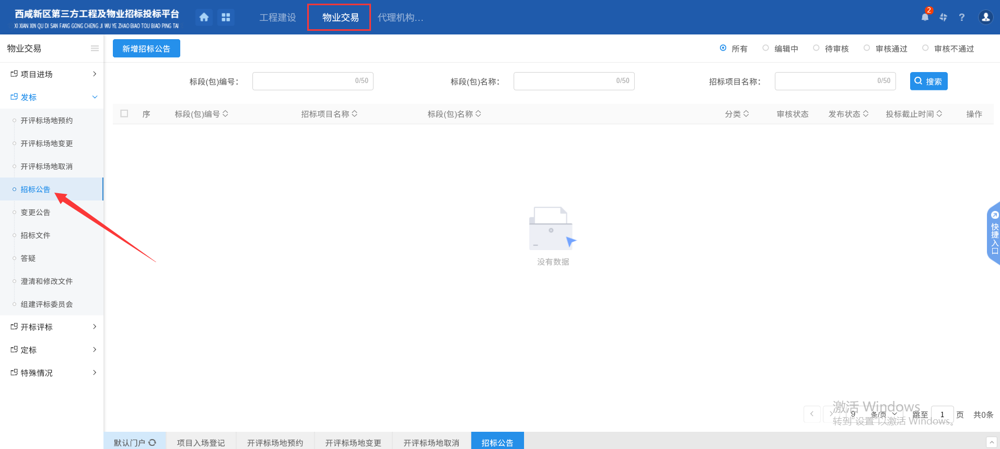 西咸新区第三方工程及物业招标投标平台
XI XIAN XIN QU DI SAN FANG GONG CHENG JI WU YE ZHAO BIAO TOU BIAO PING TAI
工程建设
物业交易
代理机构...
2
?
物业交易
新增招标公告
所有
编辑中
待审核
审核通过
审核不通过
项目进场
发标
开评标场地预约
开评标场地变更
开评标场地取消
招标公告
变更公告
招标文件
答疑
澄清和修改文件
组建评标委员会
开标评标
定标
特殊情况
标段(包)编号：
0/50
标段(包)名称：
0/50
招标项目名称：
0/50
搜索
序
标段(包)编号
招标项目名称
标段(包)名称
分类
审核状态
发布状态
投标截止时间
操作
没有数据
快捷入口
激活 Windows
9
条/页
跳至
1
页
共0条
转到"设置"以激活 Windows。
默认门户
项目入场登记
开评标场地预约
开评标场地变更
开评标场地取消
招标公告